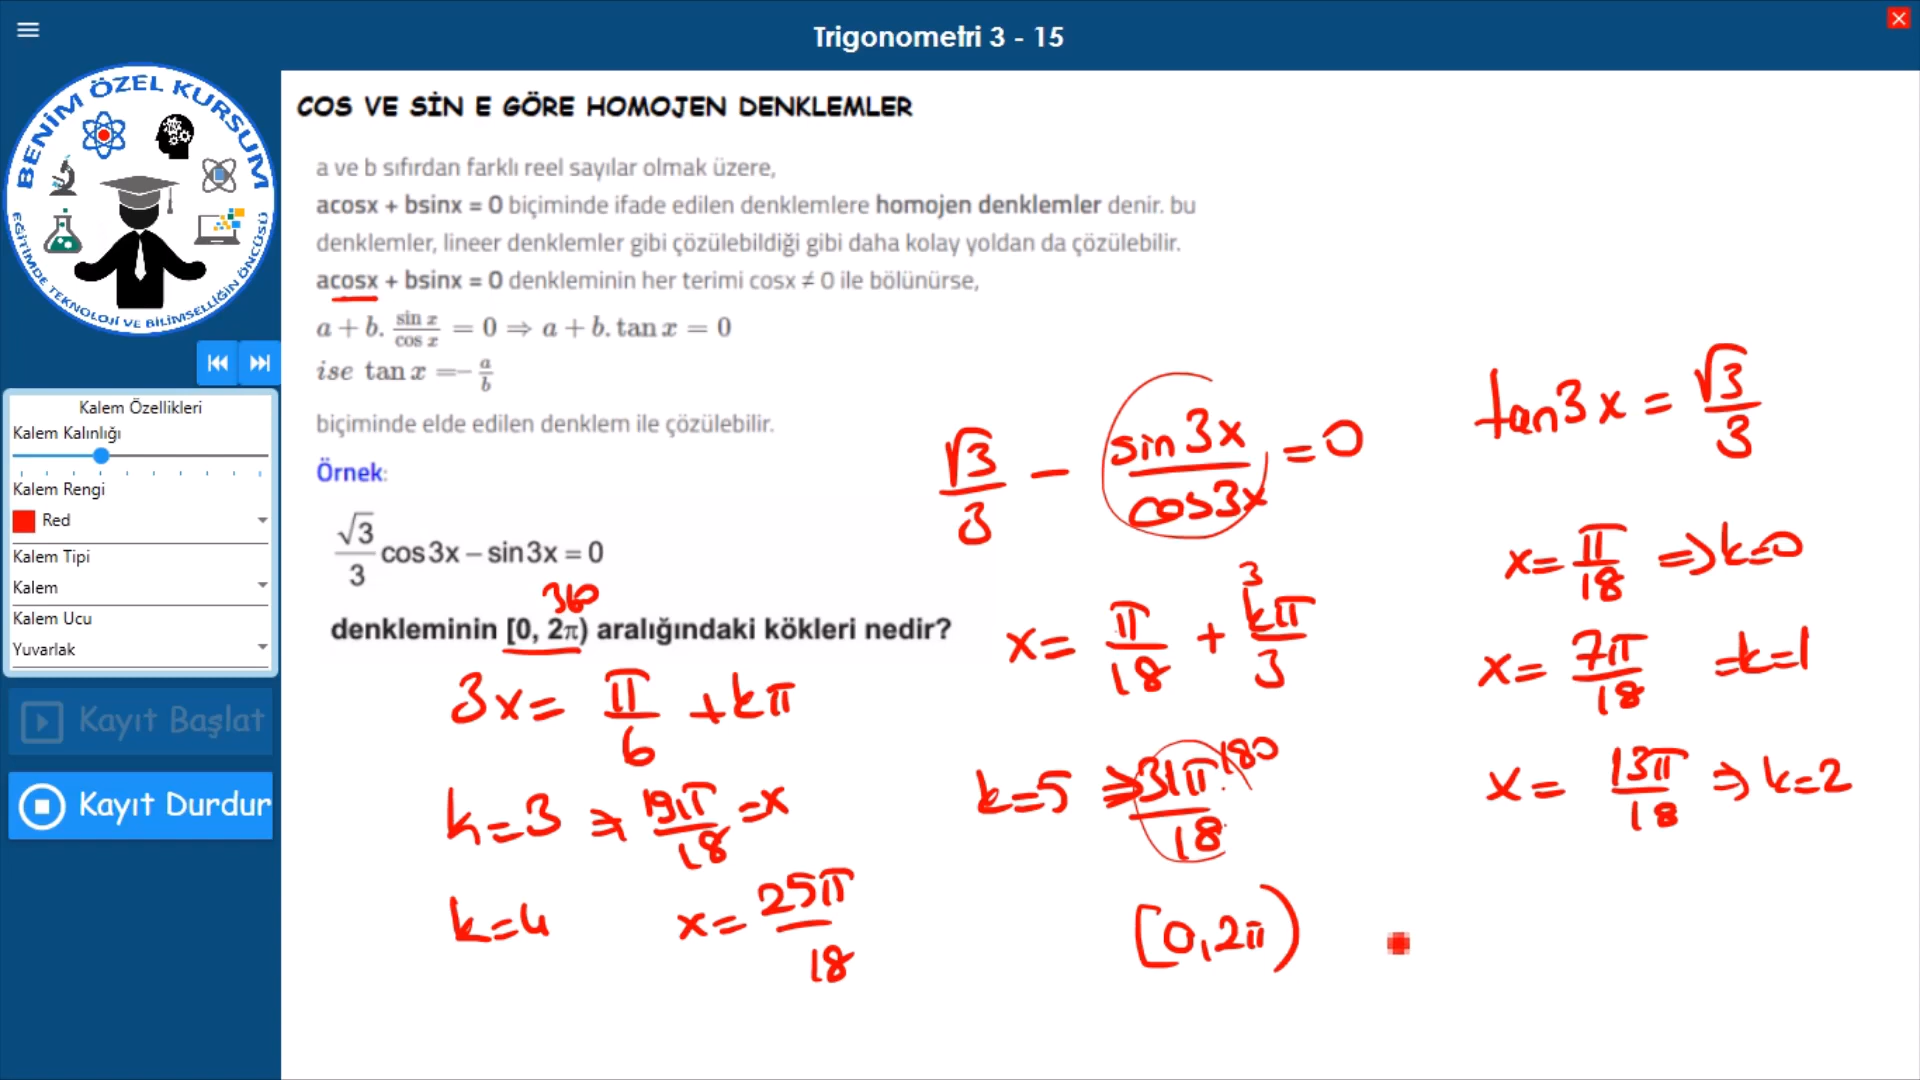 Trigonometri 3 - 15
BENİM ÖZEL KURSUM
EĞİTİMDE TEKNOLOJİ VE BİLİMSELLİĞİN ÖNCÜSÜ
Kalem Özellikleri
Kalem Kalınlığı
Kalem Rengi
Red
Kalem Tipi
Kalem
Kalem Ucu
Yuvarlak
Kayıt Başlat
Kayıt Durdur
COS VE SİN E GÖRE HOMOJEN DENKLEMLER
a ve b sıfırdan farklı reel sayılar olmak üzere,
acosx + bsinx = 0 biçiminde ifade edilen denklemlere homojen denklemler denir. bu
denklemler, lineer denklemler gibi çözülebildiği gibi daha kolay yoldan da çözülebilir.
acosx + bsinx = 0 denkleminin her terimi cosx ≠ 0 ile bölünürse,
a + b. sin x / cos x = 0 ⇒ a + b. tan x = 0
ise tan x =− a/b
biçiminde elde edilen denklem ile çözülebilir.
Örnek:
√3/3 cos3x – sin3x = 0
360
denkleminin [0, 2π) aralığındaki kökleri nedir?
3x = π/6 + kπ
k=3 ⇒ 19π/18 = x
k=4 x = 25π/18
√3/3 − sin3x/cos3x = 0
3
x = π/18 + kπ/3
180
k=5 ⇒ 31π/18
[0,2π)
tan3x = √3/3
x = π/18 ⇒ k=0
x = 7π/18 = k=1
x = 13π/18 ⇒ k=2